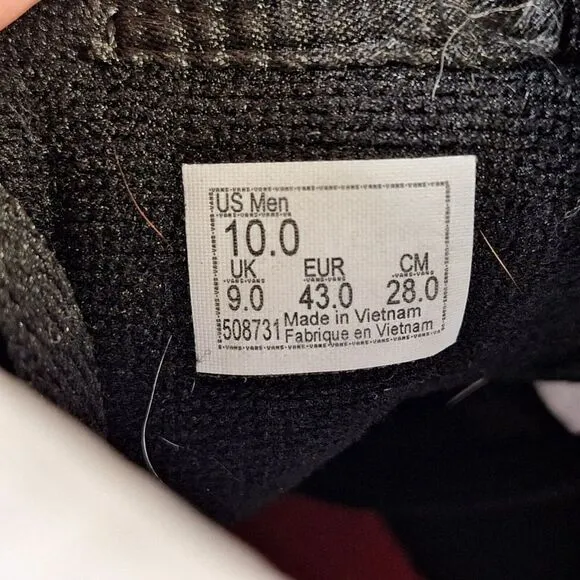 US Men
10.0
UK EUR CM
9.0 43.0 28.0
508731 Made in Vietnam
Fabrique en Vietnam